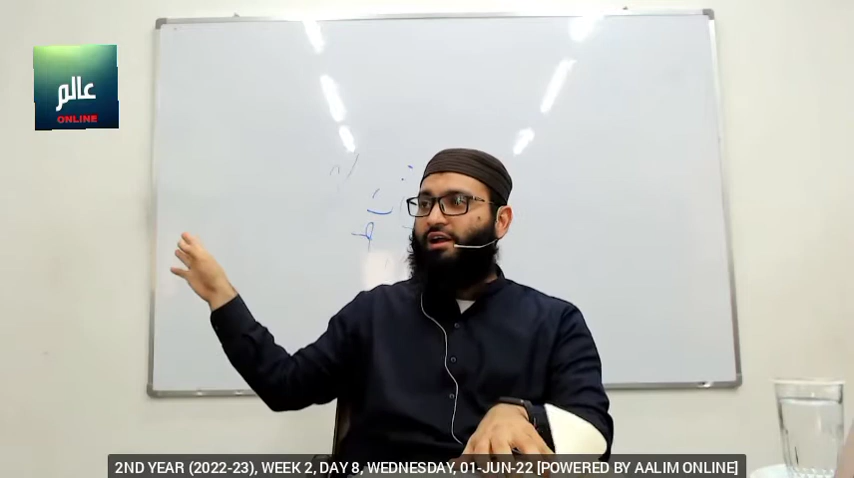 عالم
ONLINE
2ND YEAR (2022-23), WEEK 2, DAY 8, WEDNESDAY, 01-JUN-22 [POWERED BY AALIM ONLINE]